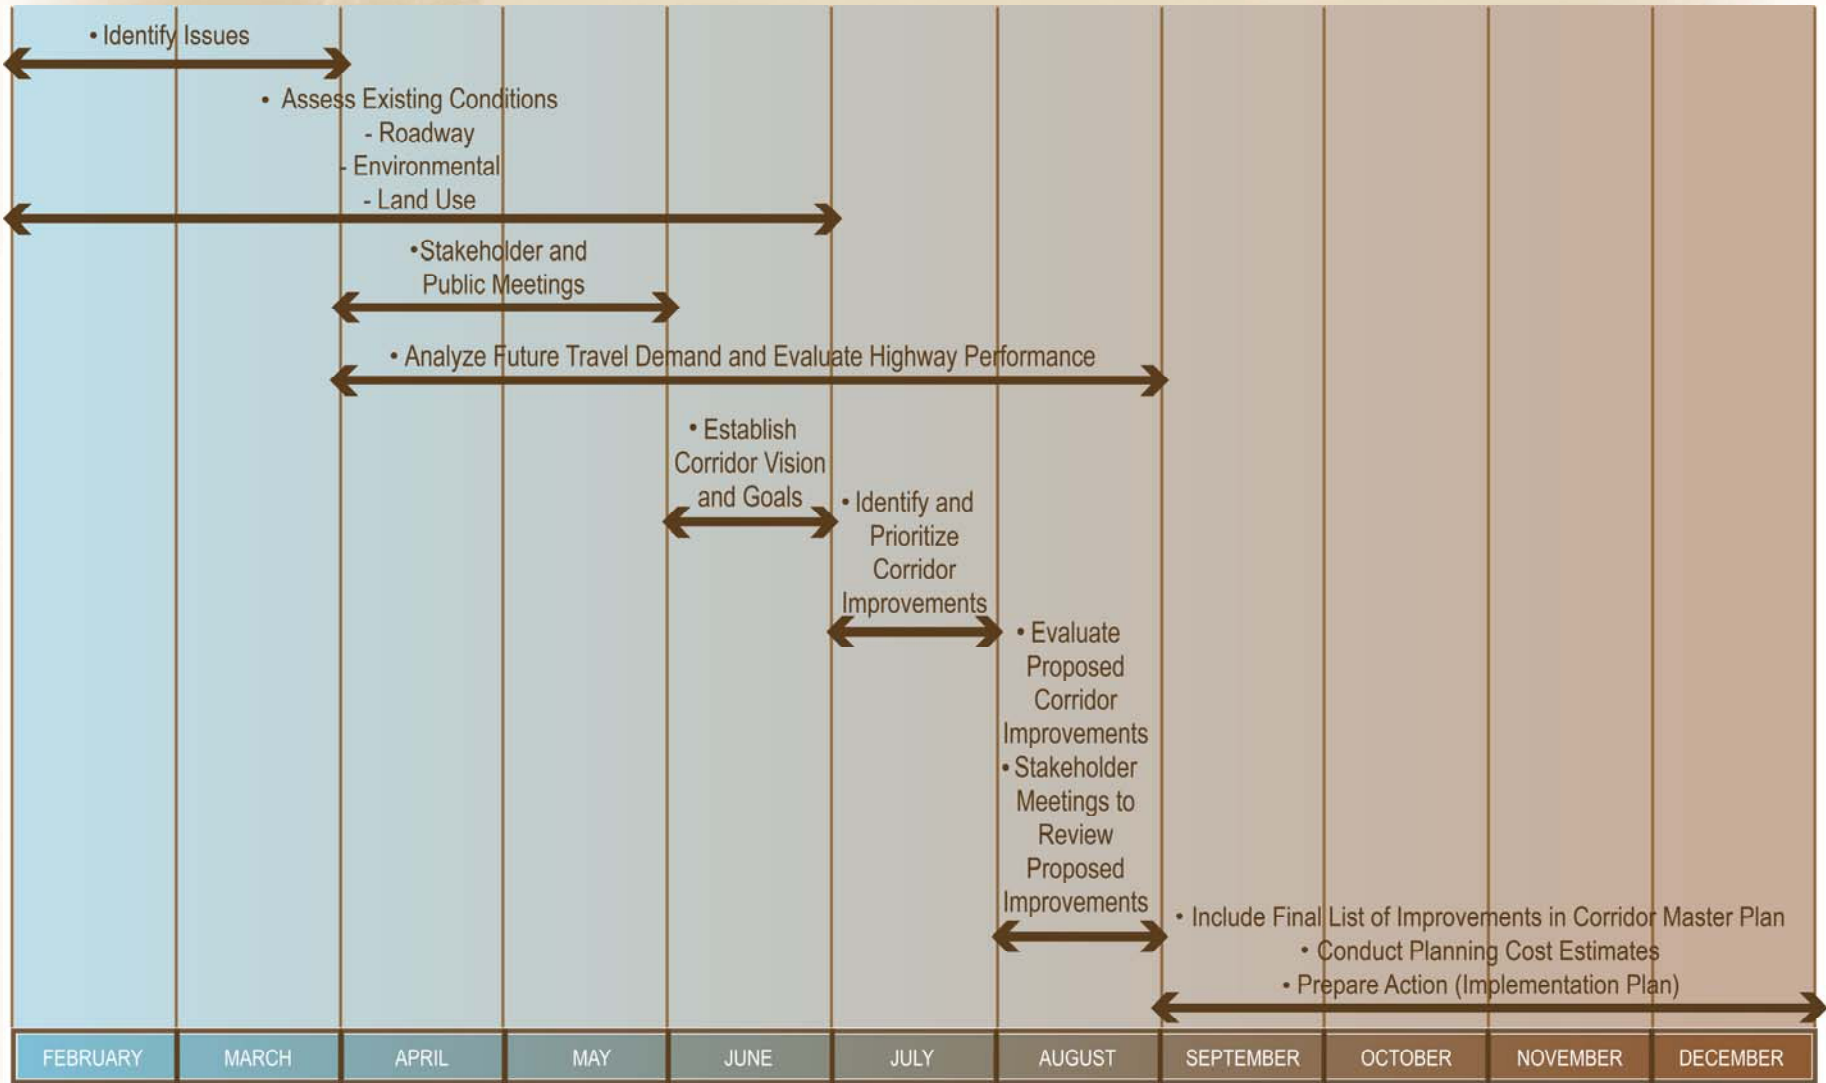 • Identify Issues
• Assess Existing Conditions
- Roadway
- Environmental
- Land Use
• Stakeholder and
Public Meetings
• Analyze Future Travel Demand and Evaluate Highway Performance
• Establish
Corridor Vision
and Goals
• Identify and
Prioritize
Corridor
Improvements
• Evaluate
Proposed
Corridor
Improvements
• Stakeholder
Meetings to
Review
Proposed
Improvements
• Include Final List of Improvements in Corridor Master Plan
• Conduct Planning Cost Estimates
• Prepare Action (Implementation Plan)
FEBRUARY MARCH APRIL MAY JUNE JULY AUGUST SEPTEMBER OCTOBER NOVEMBER DECEMBER